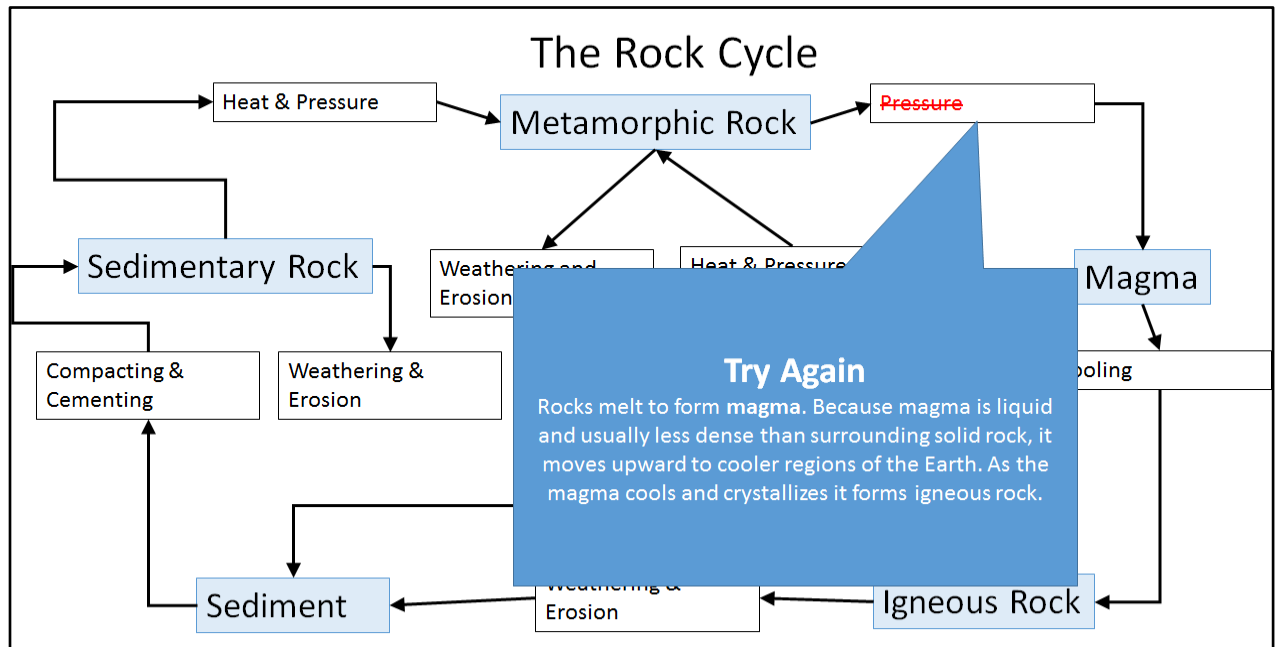 The Rock Cycle
Heat & Pressure
Metamorphic Rock
Pressure
Sedimentary Rock
Weathering and
Erosion
Heat & Pressure
Magma
Compacting &
Cementing
Weathering &
Erosion
ooling
Try Again
Rocks melt to form magma. Because magma is liquid
and usually less dense than surrounding solid rock, it
moves upward to cooler regions of the Earth. As the
magma cools and crystallizes it forms igneous rock.
Sediment
Weathering &
Erosion
Igneous Rock